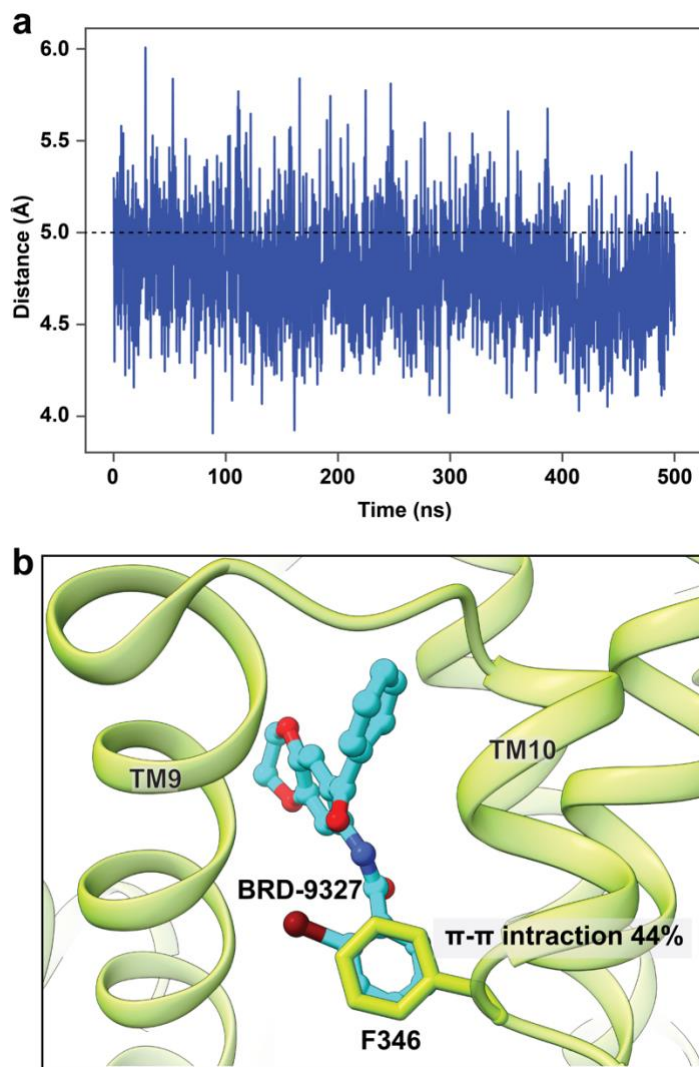 a
6.0
5.5
5.0
4.5
4.0
Distance (Å)
0 100 200 300 400 500
Time (ns)
b
TM9
TM10
BRD-9327
π-π intraction 44%
F346